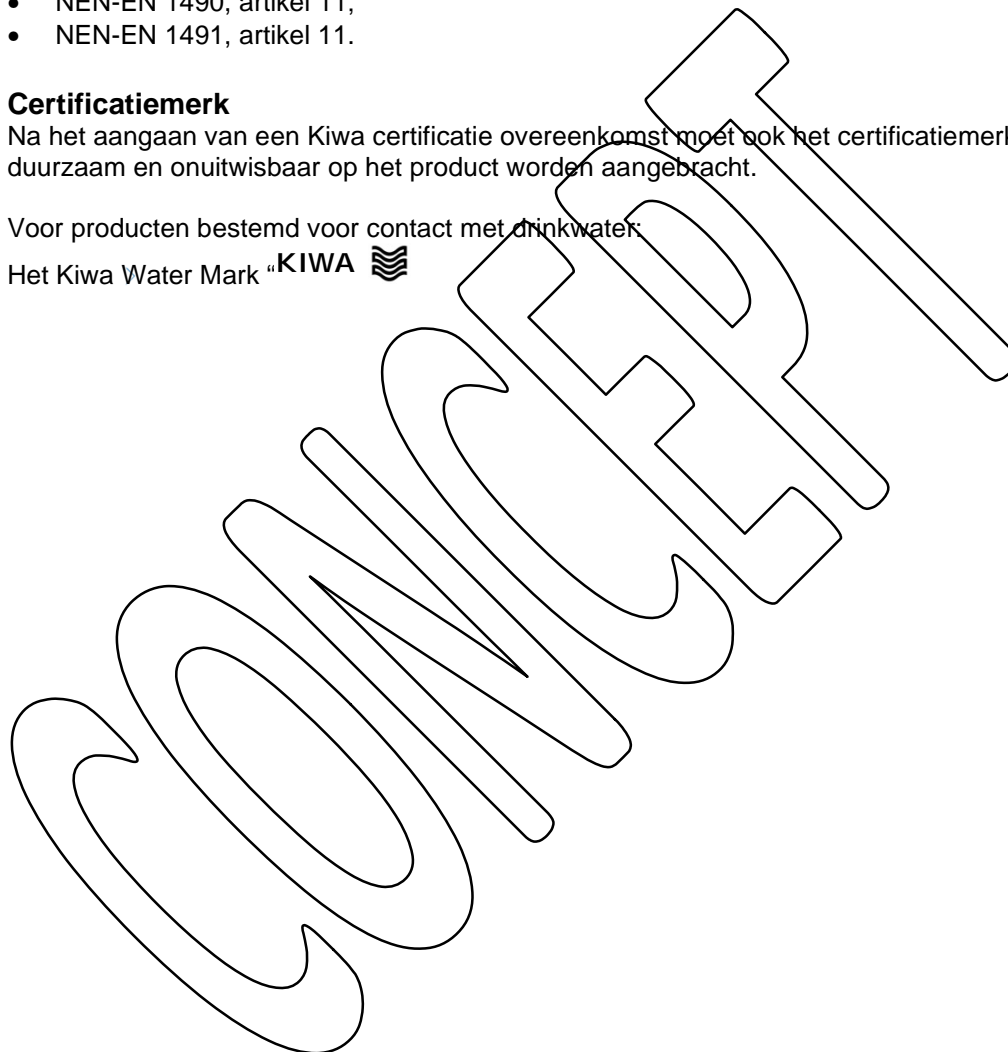 • NEN-EN 1490, artikel 11,
• NEN-EN 1491, artikel 11.
Certificatiemerk
Na het aangaan van een Kiwa certificatie overeenkomst moet ook het certificatiemerk
duurzaam en onuitwisbaar op het product worden aangebracht.
Voor producten bestemd voor contact met drinkwater:
Het Kiwa Water Mark “KIWA
CONCEPT